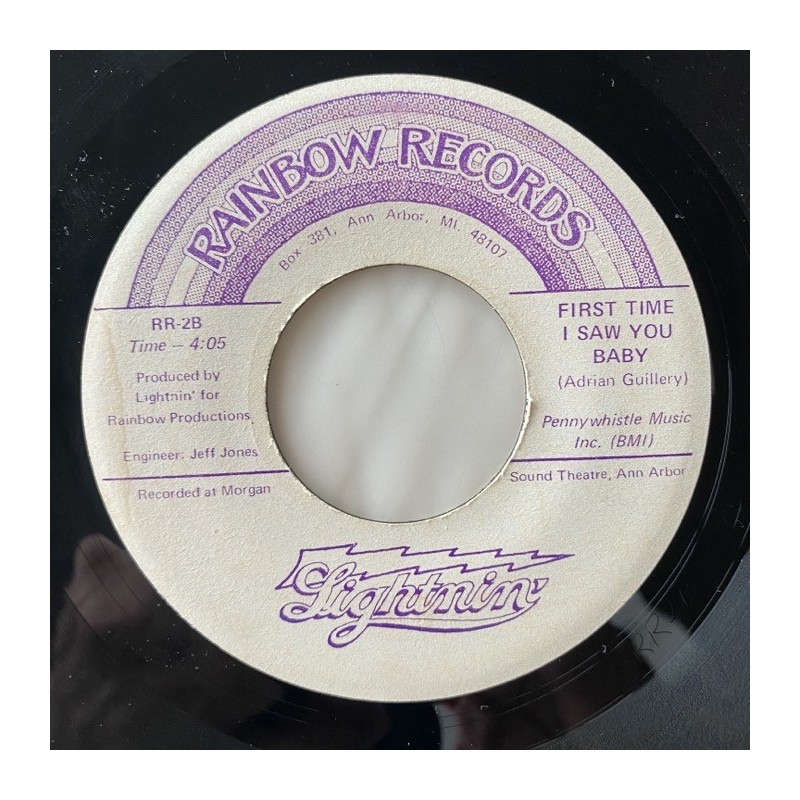 RAINBOW RECORDS
Box 381, Ann Arbor, Mi. 48107
RR-2B
Time – 4:05
Produced by
Lightnin' for
Rainbow Productions
Engineer: Jeff Jones
FIRST TIME
I SAW YOU
BABY
(Adrian Guillery)
Pennywhistle Music
Inc. (BMI)
Recorded at Morgan Sound Theatre, Ann Arbor
Lightnin'